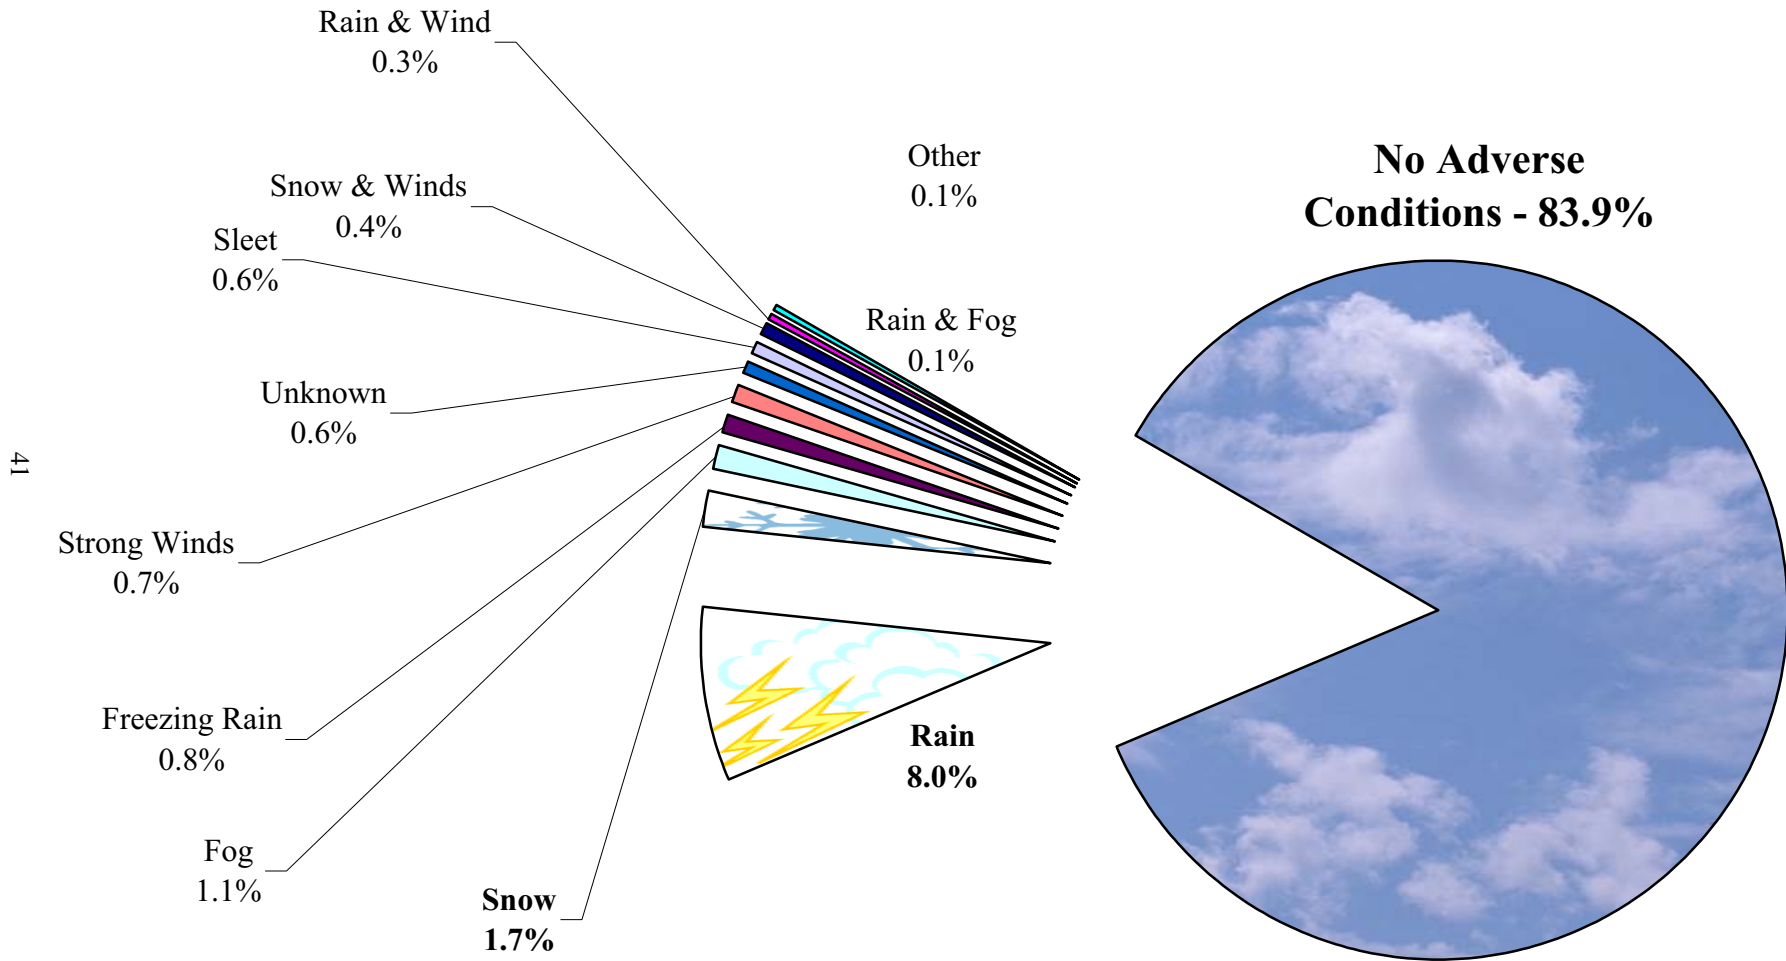 Rain & Wind
0.3%
Other
0.1%
No Adverse
Conditions - 83.9%
Snow & Winds
0.4%
Sleet
0.6%
Rain & Fog
0.1%
Unknown
0.6%
41
Strong Winds
0.7%
Freezing Rain
0.8%
Rain
8.0%
Fog
1.1%
Snow
1.7%